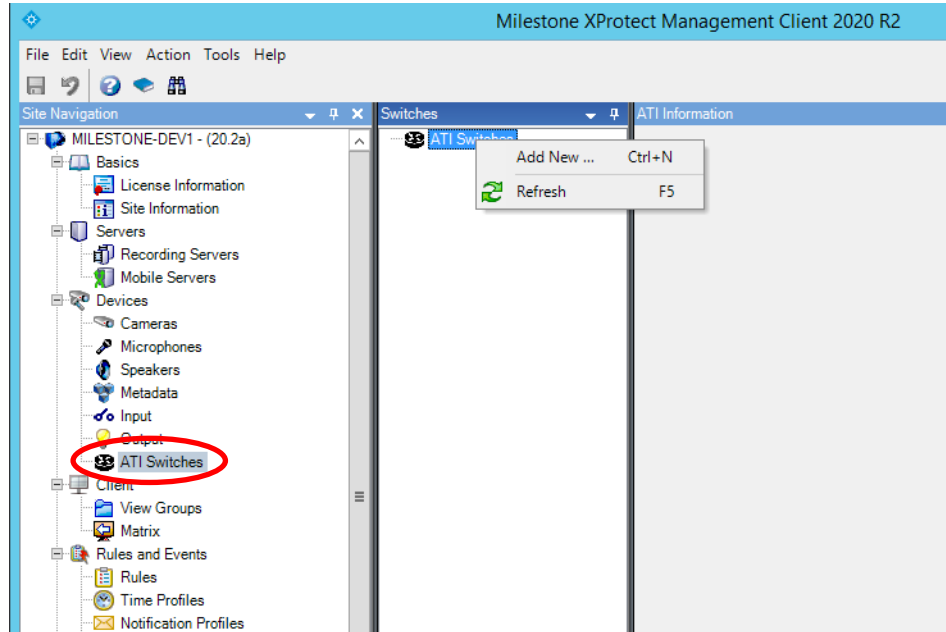 Milestone XProtect Management Client 2020 R2
File Edit View Action Tools Help
Site Navigation
MILESTONE-DEV1 - (20.2a)
Basics
License Information
Site Information
Servers
Recording Servers
Mobile Servers
Devices
Cameras
Microphones
Speakers
Metadata
Input
Output
ATI Switches
Client
View Groups
Matrix
Rules and Events
Rules
Time Profiles
Notification Profiles
Switches
ATI Switches
Add New ... Ctrl+N
Refresh F5
ATI Information